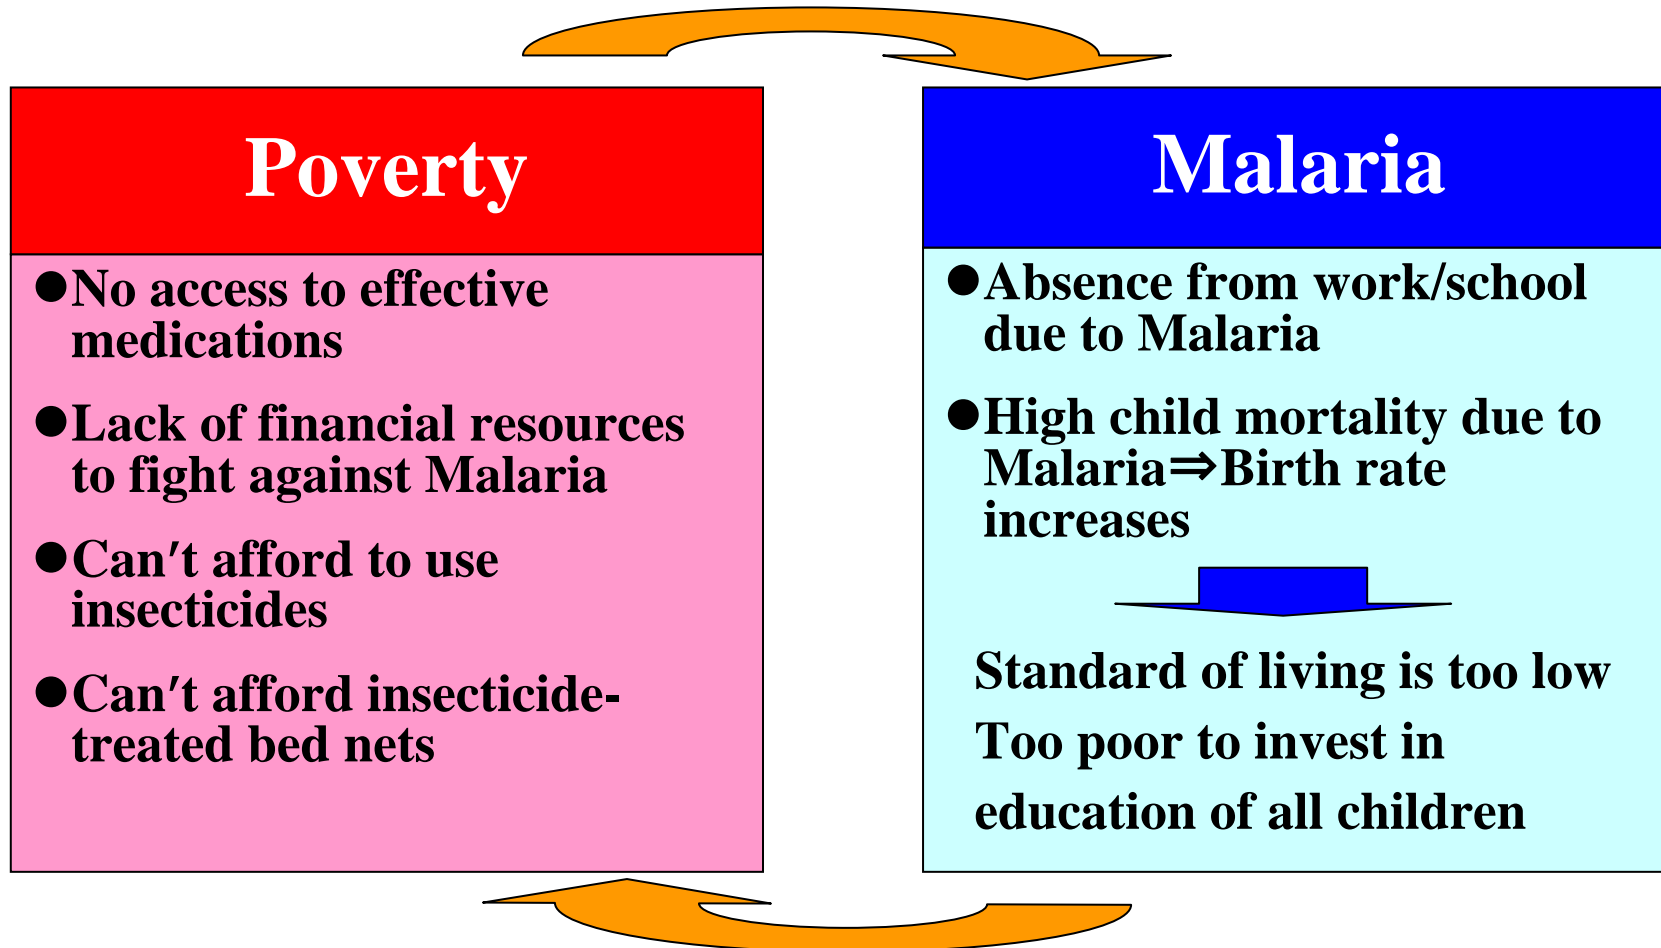 Poverty
●No access to effective
medications
●Lack of financial resources
to fight against Malaria
●Can′t afford to use
insecticides
●Can′t afford insecticide-
treated bed nets
Malaria
●Absence from work/school
due to Malaria
●High child mortality due to
Malaria⇒Birth rate
increases
Standard of living is too low
Too poor to invest in
education of all children